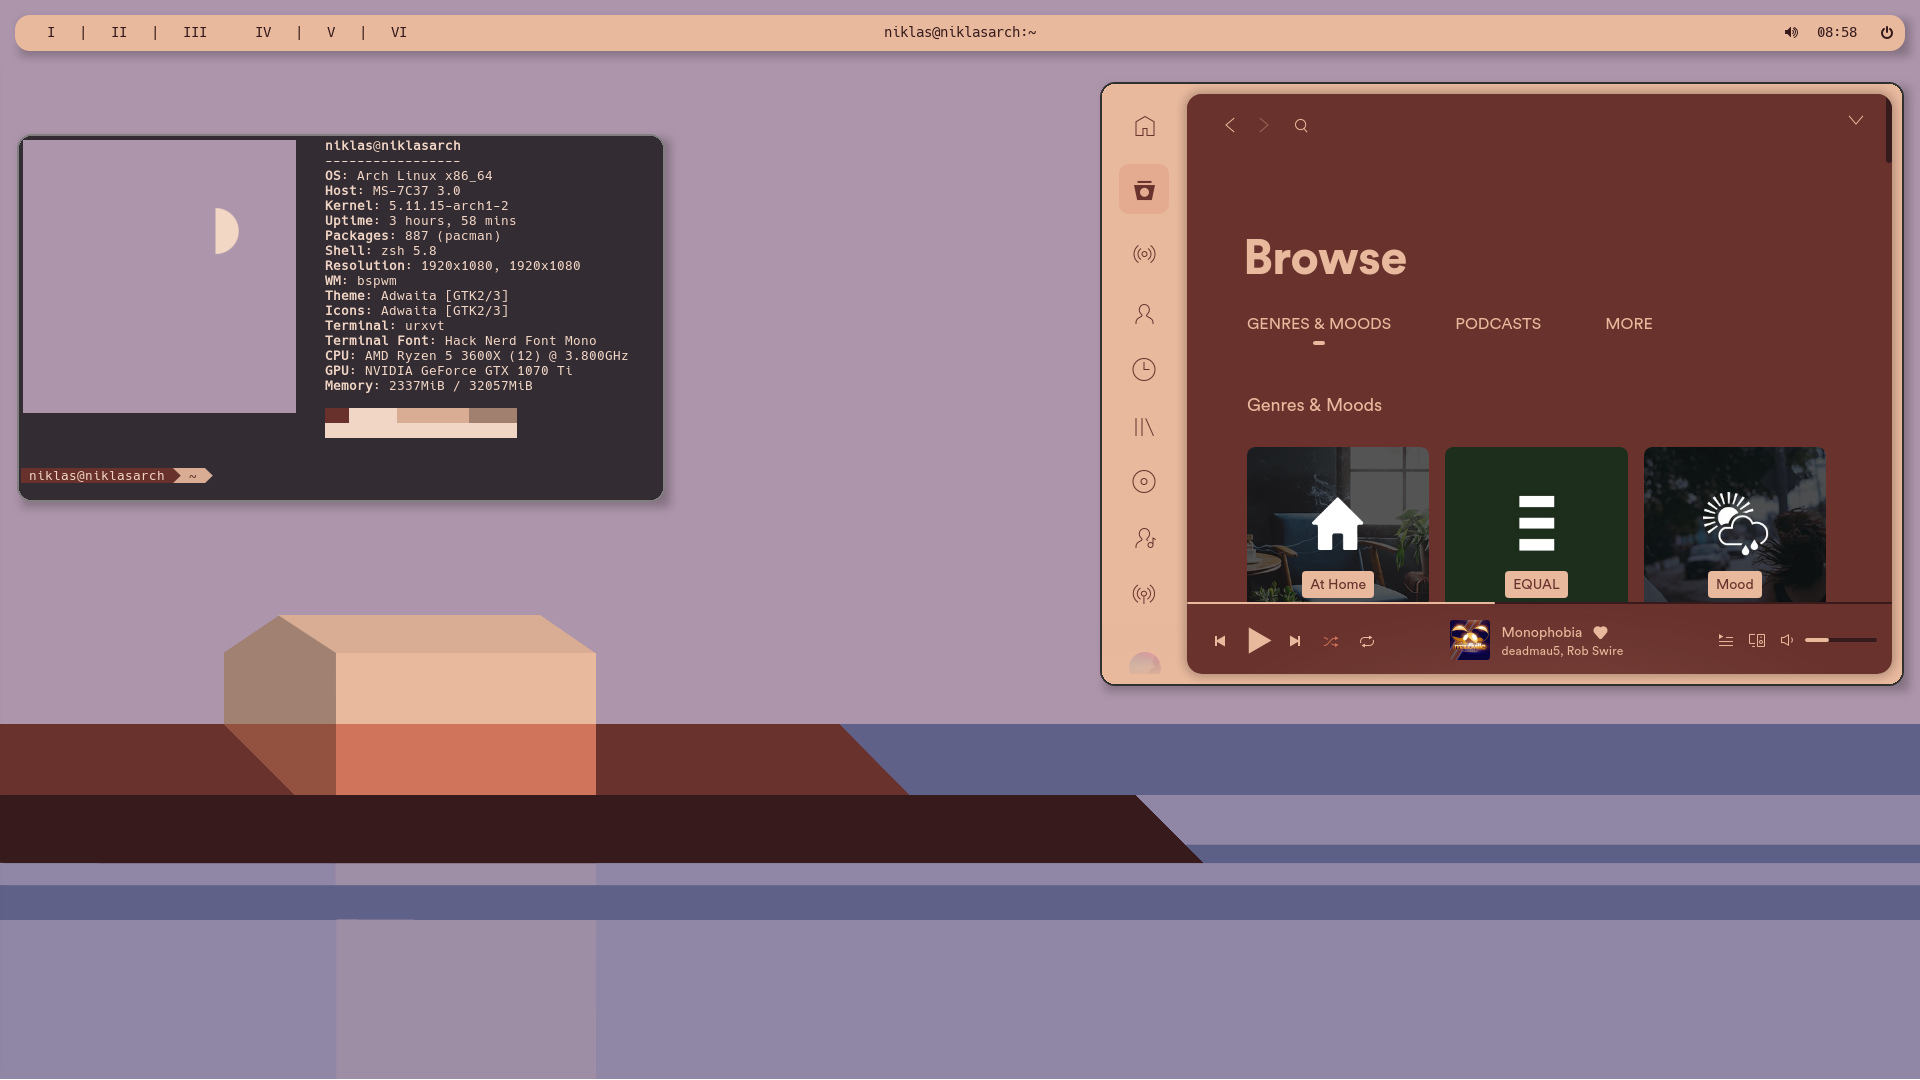 I | II | III IV | V | VI
niklas@niklasarch:~
08:58
niklas@niklasarch
-----------------
OS: Arch Linux x86_64
Host: MS-7C37 3.0
Kernel: 5.11.15-arch1-2
Uptime: 3 hours, 58 mins
Packages: 887 (pacman)
Shell: zsh 5.8
Resolution: 1920x1080, 1920x1080
WM: bspwm
Theme: Adwaita [GTK2/3]
Icons: Adwaita [GTK2/3]
Terminal: urxvt
Terminal Font: Hack Nerd Font Mono
CPU: AMD Ryzen 5 3600X (12) @ 3.800GHz
GPU: NVIDIA GeForce GTX 1070 Ti
Memory: 2337MiB / 32057MiB
niklas@niklasarch ~
Browse
GENRES & MOODS PODCASTS MORE
Genres & Moods
At Home EQUAL Mood
Monophobia
deadmau5, Rob Swire